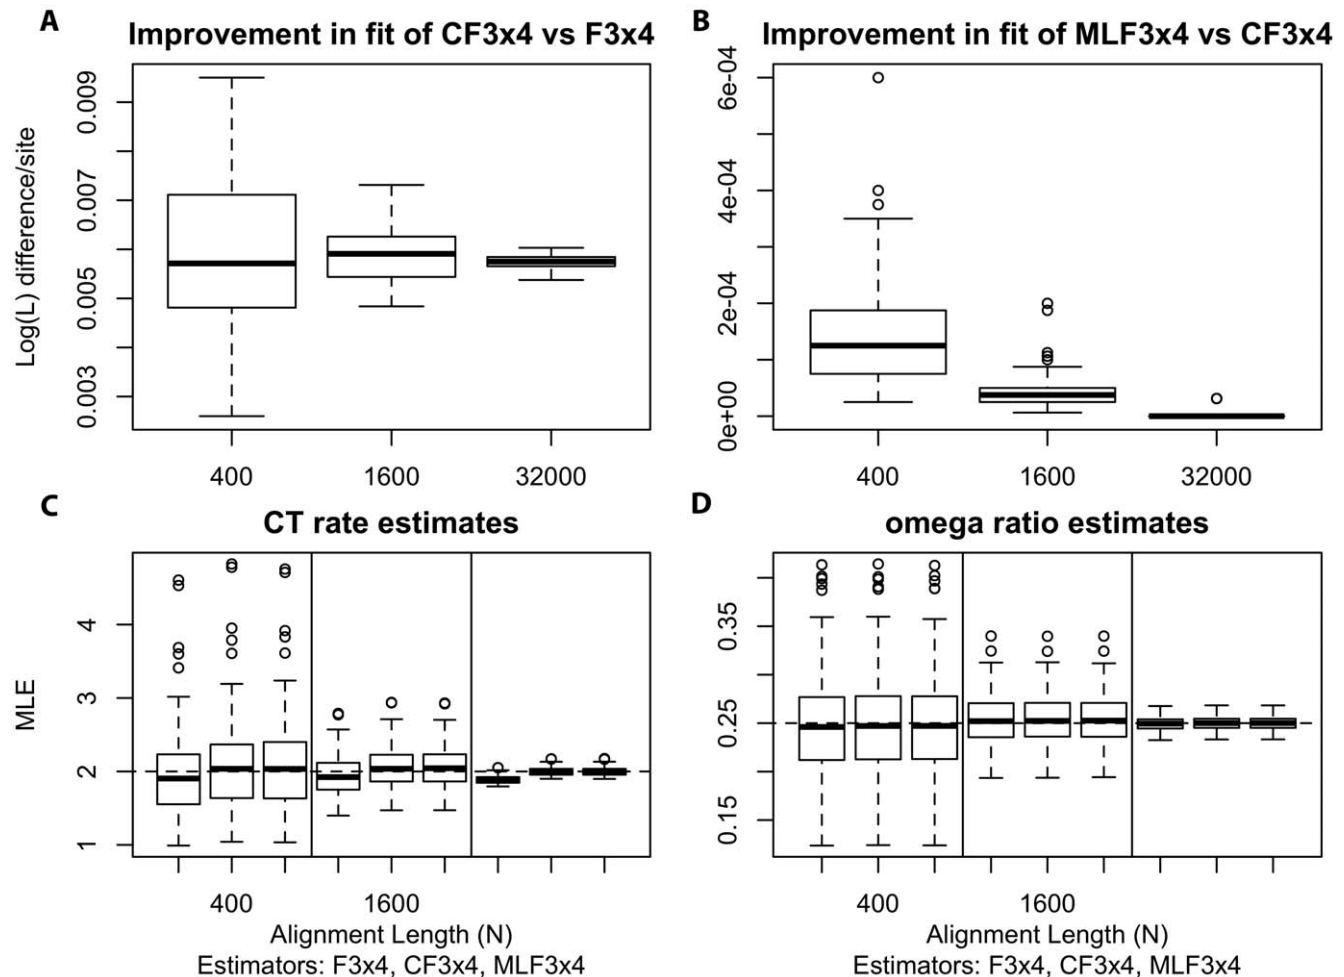 A
Improvement in fit of CF3x4 vs F3x4
Log(L) difference/site
0.009
0.007
0.005
0.003
400 1600 32000
B
Improvement in fit of MLF3x4 vs CF3x4
6e-04
4e-04
2e-04
0e+00
400 1600 32000
C
CT rate estimates
MLE
4
3
2
1
400 1600
Alignment Length (N)
Estimators: F3x4, CF3x4, MLF3x4
D
omega ratio estimates
0.35
0.25
0.15
400 1600
Alignment Length (N)
Estimators: F3x4, CF3x4, MLF3x4